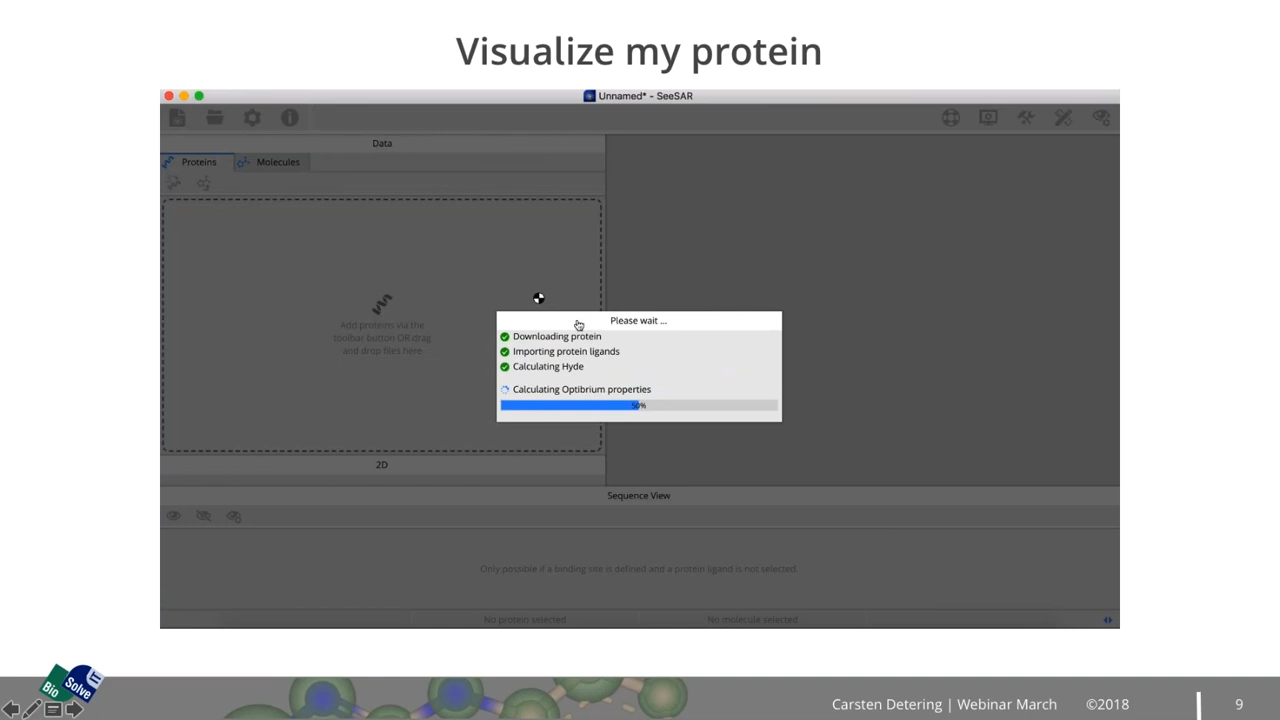 Visualize my protein
Unnamed* - SeeSAR
Data
Proteins
Molecules
Add proteins via the
toolbar button OR drag
and drop files here
Please wait ...
Downloading protein
Importing protein ligands
Calculating Hyde
Calculating Optibrium properties
50%
2D
Sequence View
Only possible if a binding site is defined and a protein ligand is not selected.
No protein selected
No molecule selected
Bio
Solve
IT
Carsten Detering | Webinar March
©2018
9